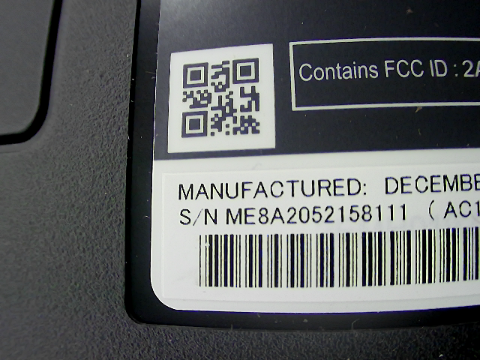 Contains FCC ID : 2A
MANUFACTURED: DECEMBE
S/N ME8A2052158111 ( AC1